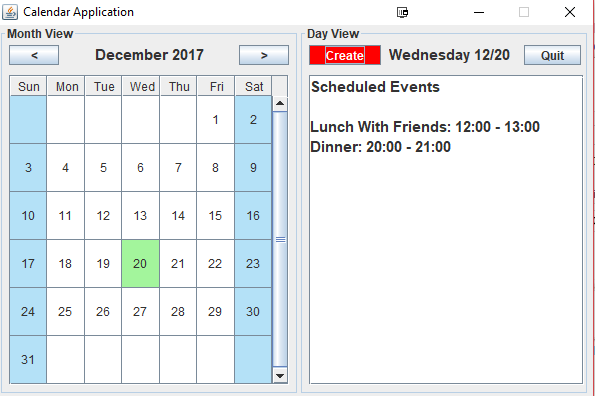 Calendar Application
Month View
< December 2017 >
Sun Mon Tue Wed Thu Fri Sat
1 2
3 4 5 6 7 8 9
10 11 12 13 14 15 16
17 18 19 20 21 22 23
24 25 26 27 28 29 30
31
Day View
Create Wednesday 12/20 Quit
Scheduled Events
Lunch With Friends: 12:00 - 13:00
Dinner: 20:00 - 21:00